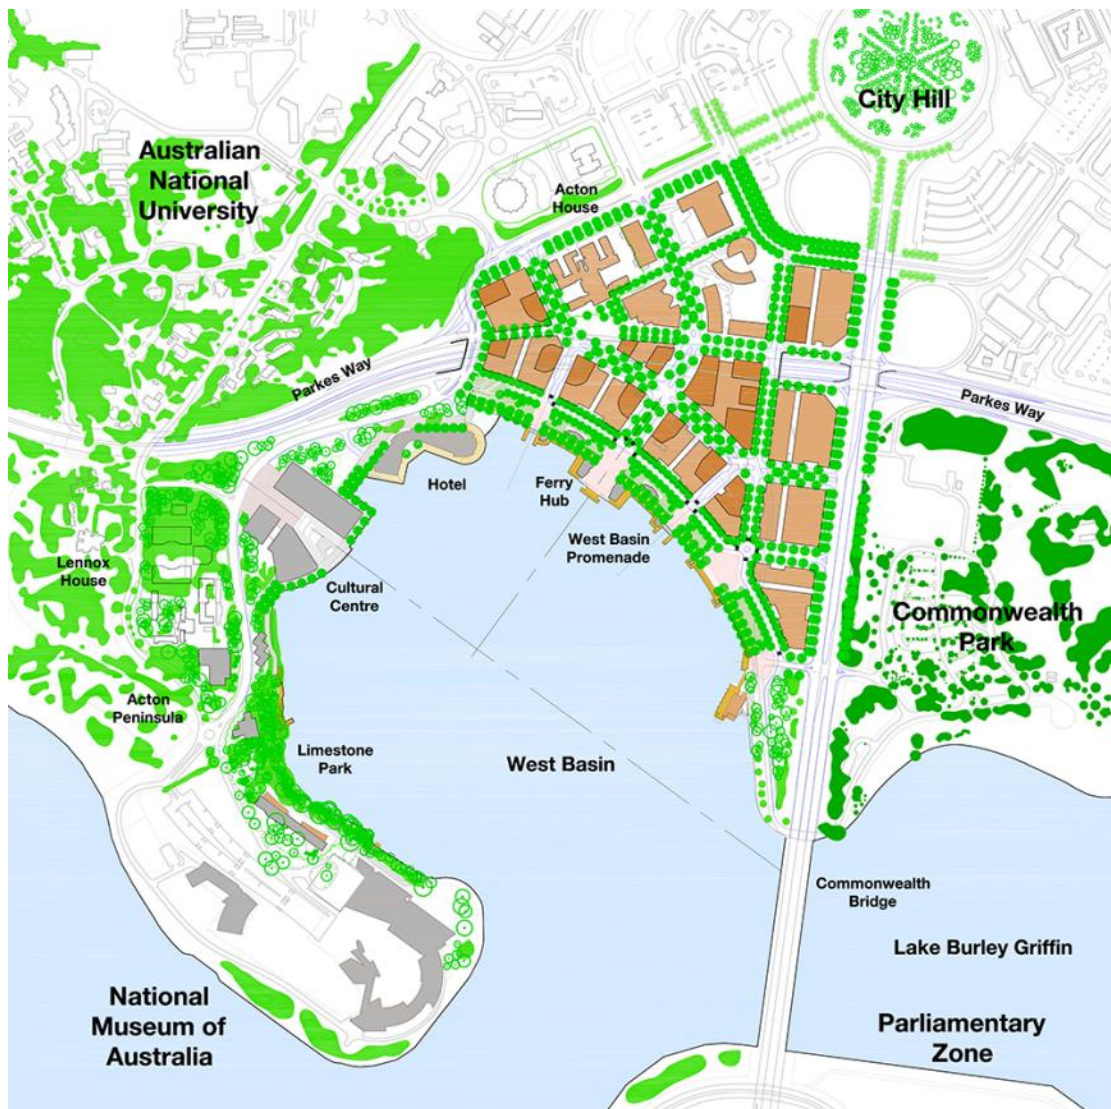 City Hill
Australian
National
University
Acton
House
Parkes Way
Parkes Way
Hotel
Ferry
Hub
West Basin
Promenade
Lennox
House
Cultural
Centre
Commonwealth
Park
Acton
Peninsula
Limestone
Park
West Basin
Commonwealth
Bridge
Lake Burley Griffin
National
Museum of
Australia
Parliamentary
Zone